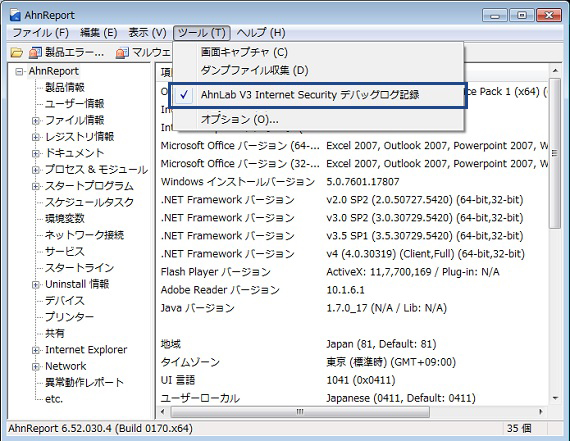 AhnReport
ファイル (F) 編集 (E) 表示 (V) ツール (T) ヘルプ (H)
製品エラー... マルウェ
画面キャプチャ (C)
ダンプファイル収集 (D)
AhnLab V3 Internet Security デバッグログ記録
オプション (O)...
AhnReport
製品情報
ユーザー情報
ファイル情報
レジストリ情報
ドキュメント
プロセス & モジュール
スタートプログラム
スケジュールタスク
環境変数
ネットワーク接続
サービス
スタートライン
Uninstall 情報
デバイス
プリンター
共有
Internet Explorer
Network
異常動作レポート
etc.
ce Pack 1 (x64) (0
Microsoft Office バージョン (64-... Excel 2007, Outlook 2007, Powerpoint 2007, W
Microsoft Office バージョン (32-... Excel 2007, Outlook 2007, Powerpoint 2007, W
Windows インストールバージョン 5.0.7601.17807
.NET Framework バージョン v2.0 SP2 (2.0.50727.5420) (64-bit,32-bit)
.NET Framework バージョン v3.0 SP2 (3.0.30729.5420) (64-bit,32-bit)
.NET Framework バージョン v3.5 SP1 (3.5.30729.5420) (64-bit,32-bit)
.NET Framework バージョン v4 (4.0.30319) (Client,Full) (64-bit,32-bit)
Flash Player バージョン ActiveX: 11,7,700,169 / Plug-in: N/A
Adobe Reader バージョン 10.1.6.1
Java バージョン 1.7.0_17 (N/A / Lib: N/A)
地域 Japan (81, Default: 81)
タイムゾーン 東京 (標準時) (GMT+09:00)
UI 言語 1041 (0x0411)
ユーザーローカル Japanese (0411, Default: 0411)
AhnReport 6.52.030.4 (Build 0170.x64) 35 個